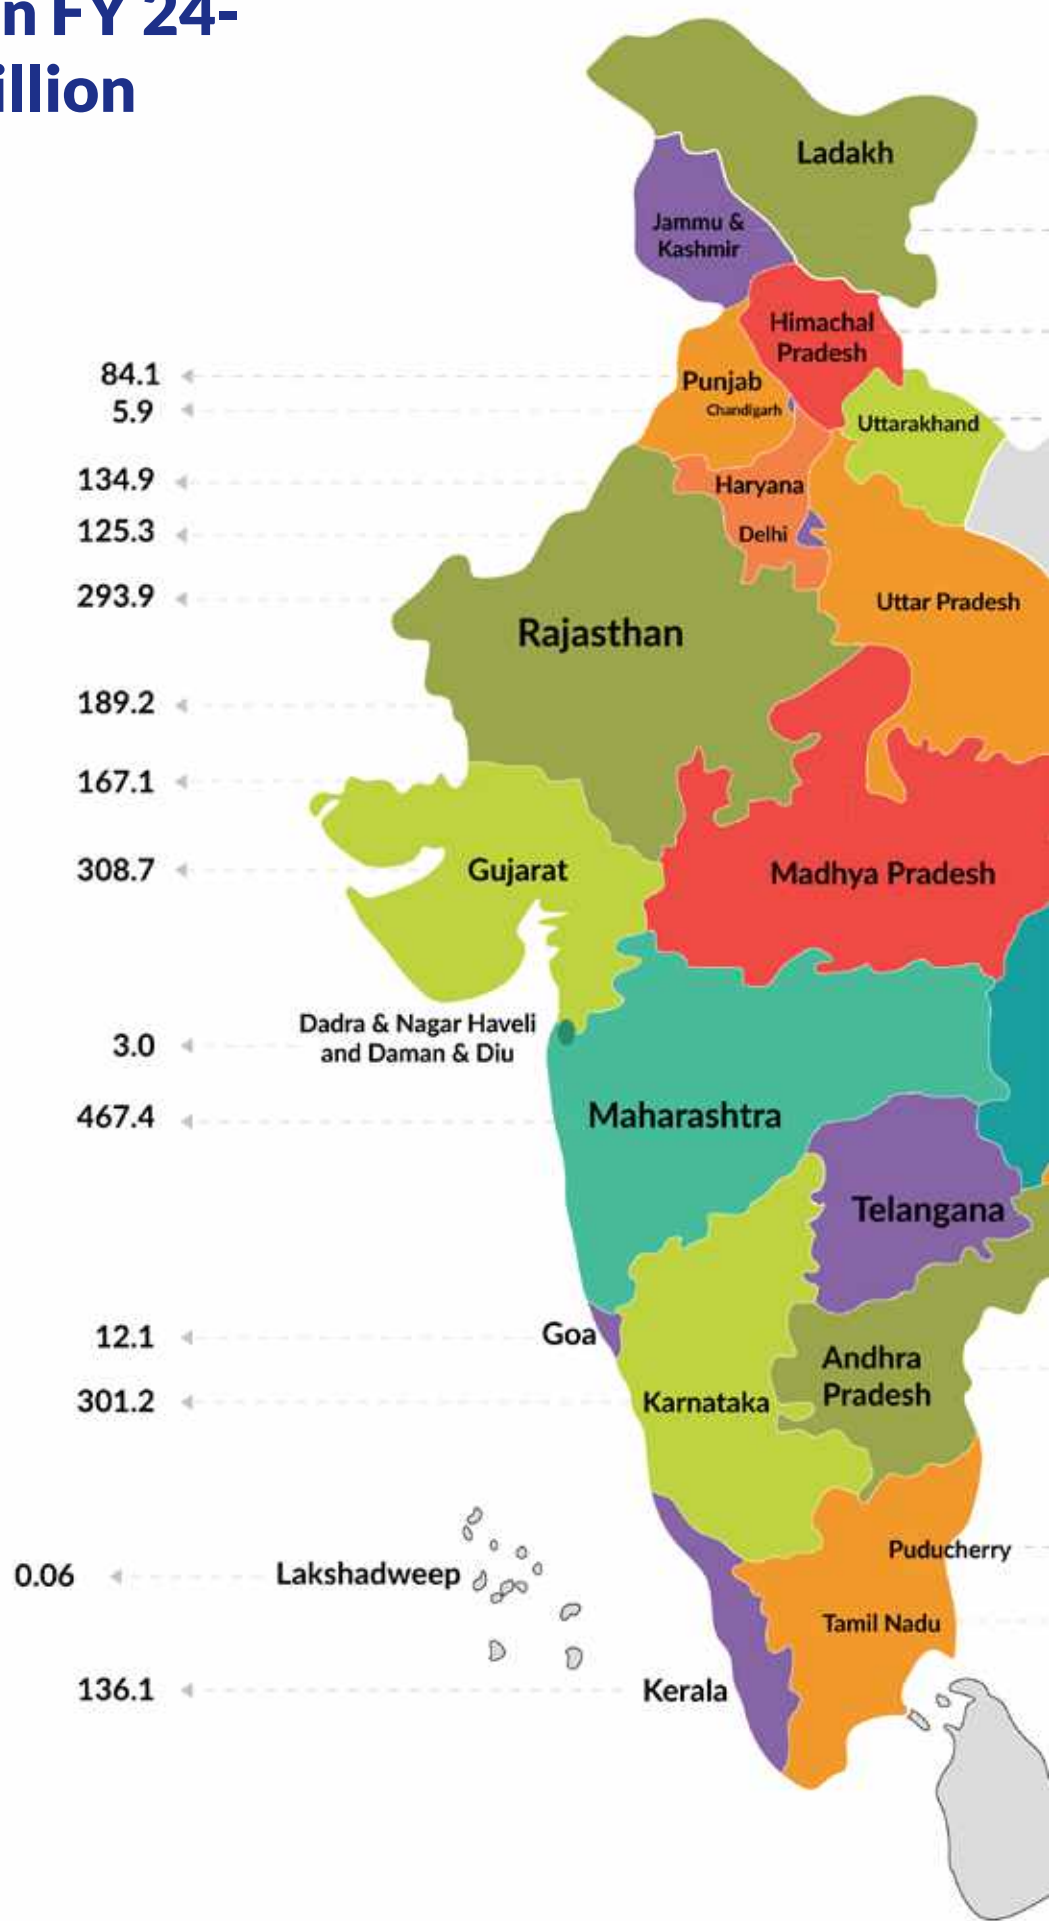 n FY 24-
illion
Ladakh
Jammu &
Kashmir
Himachal
Pradesh
84.1
Punjab
5.9
Chandigarh
Uttarakhand
134.9
Haryana
125.3
Delhi
293.9
Uttar Pradesh
Rajasthan
189.2
167.1
308.7
Gujarat
Madhya Pradesh
Dadra & Nagar Haveli
and Daman & Diu
3.0
467.4
Maharashtra
Telangana
12.1
Goa
Andhra
Pradesh
301.2
Karnataka
Puducherry
0.06
Lakshadweep
Tamil Nadu
136.1
Kerala